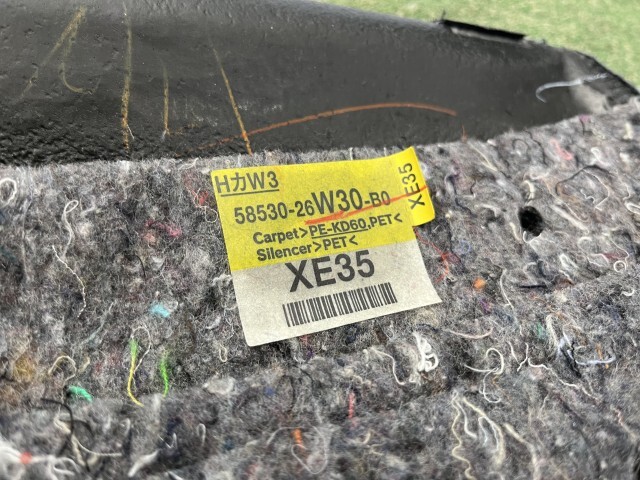 HカW3
58530-26W30-B0
XE35
Carpet>PE-KD60,PET<
Silencer>PET<
XE35